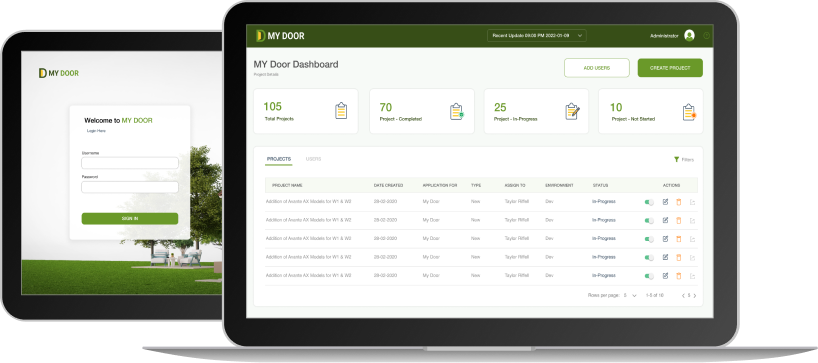 MY DOOR
Welcome to MY DOOR
Login Here
Username
Password
SIGN IN
MY DOOR
Recent Update 09:00 PM 2022-01-09
Administrator
MY Door Dashboard
Project Details
ADD USERS
CREATE PROJECT
105
Total Projects
70
Project - Completed
25
Project - In-Progress
10
Project - Not Started
PROJECTS USERS
Filters
PROJECT NAME DATE CREATED APPLICATION FOR TYPE ASSIGN TO ENVIRONMENT STATUS ACTIONS
Addition of Avante AX Models for W1 & W2 28-02-2020 My Door New Taylor Riffell Dev In-Progress
Addition of Avante AX Models for W1 & W2 28-02-2020 My Door New Taylor Riffell Dev In-Progress
Addition of Avante AX Models for W1 & W2 28-02-2020 My Door New Taylor Riffell Dev In-Progress
Addition of Avante AX Models for W1 & W2 28-02-2020 My Door New Taylor Riffell Dev In-Progress
Addition of Avante AX Models for W1 & W2 28-02-2020 My Door New Taylor Riffell Dev In-Progress
Rows per page: 5 1-5 of 10 5